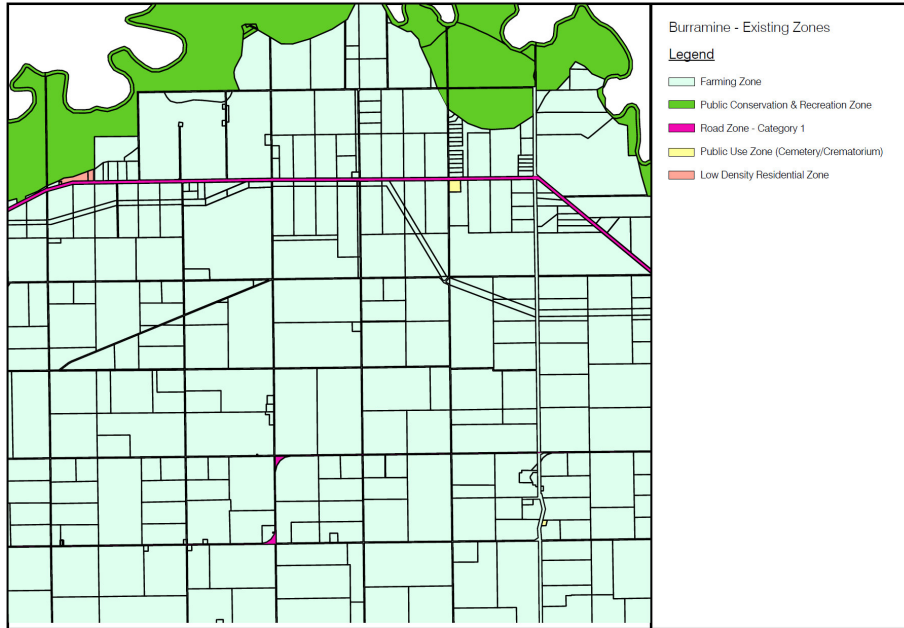 Burramine - Existing Zones
Legend
Farming Zone
Public Conservation & Recreation Zone
Road Zone - Category 1
Public Use Zone (Cemetery/Crematorium)
Low Density Residential Zone